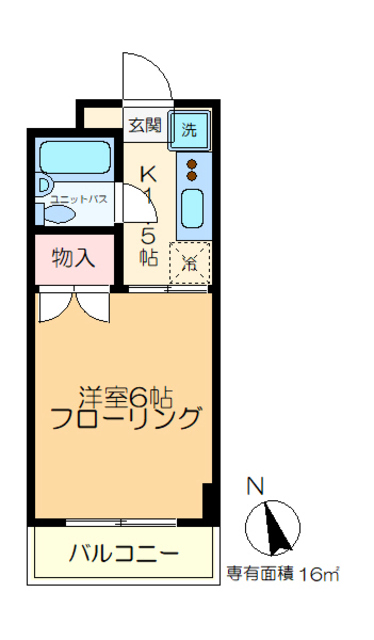 玄関
洗
K
1.5
帖
ユニットバス
物入
冷
洋室6帖
フローリング
バルコニー
N
専有面積 16㎡